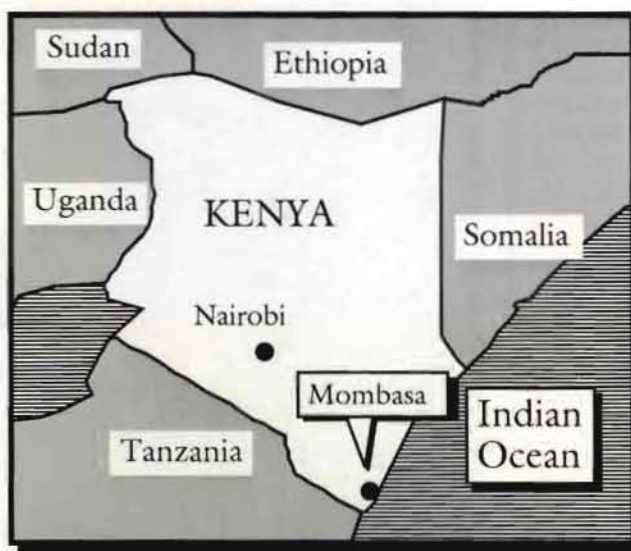 Sudan
Ethiopia
Uganda
KENYA
Somalia
Nairobi
Mombasa
Indian
Ocean
Tanzania